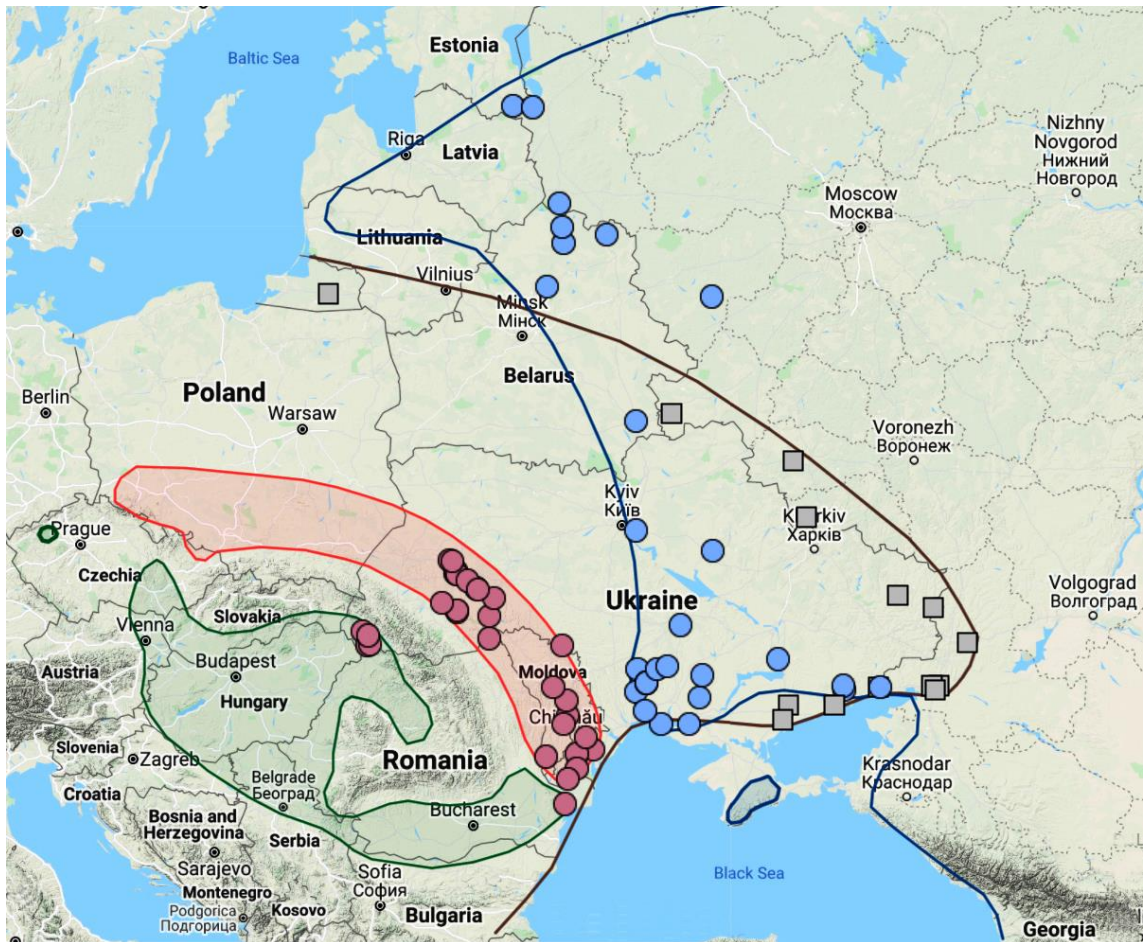 Estonia
Baltic Sea
Nizhny
Novgorod
Нижний
Новгород
Riga
Latvia
Moscow
Москва
Lithuania
Vilnius
Minsk
Мінск
Belarus
Poland
Berlin
Warsaw
Voronezh
Воронеж
Kyiv
Київ
Харків
Prague
Czechia
Volgograd
Волгоград
Ukraine
Slovakia
Vienna
Budapest
Austria
Moldova
Hungary
Slovenia
Zagreb
Romania
Krasnodar
Краснодар
Croatia
Belgrade
Београд
Bucharest
Bosnia and
Herzegovina
Serbia
Sarajevo
Sofia
София
Black Sea
Montenegro
Podgorica
Подгорица
Kosovo
Bulgaria
Georgia